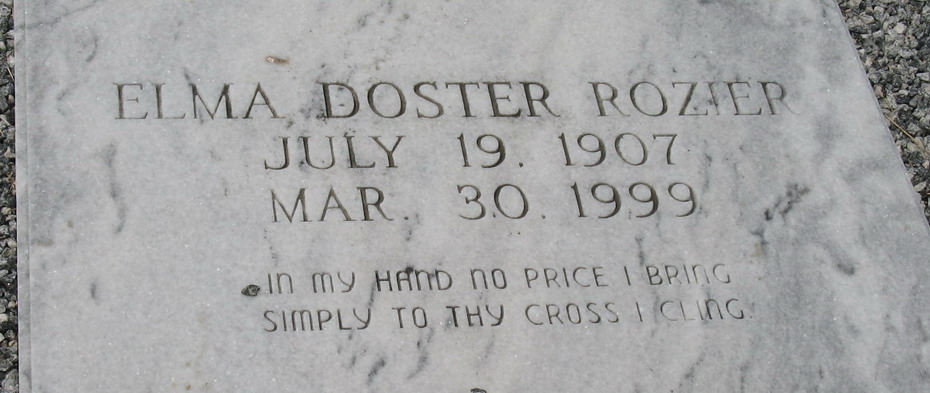 ELMA DOSTER ROZIER
JULY 19. 1907
MAR. 30. 1999
IN MY HAND NO PRICE I BRING
SIMPLY TO THY CROSS I CLING.